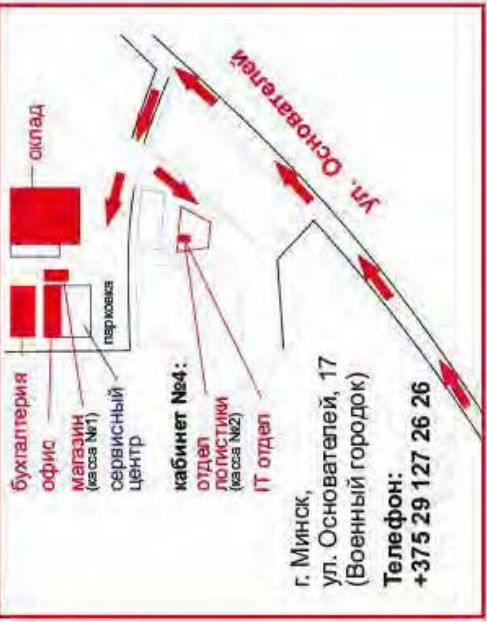 бухгалтерия
офис
магазин
(касса №1)
сервисный
центр
парковка
оклад
кабинет №4:
отдел
логистики
(касса №2)
IT отдел
ул. Основателей
г. Минск,
ул. Основателей, 17
(Военный городок)
Телефон:
+375 29 127 26 26